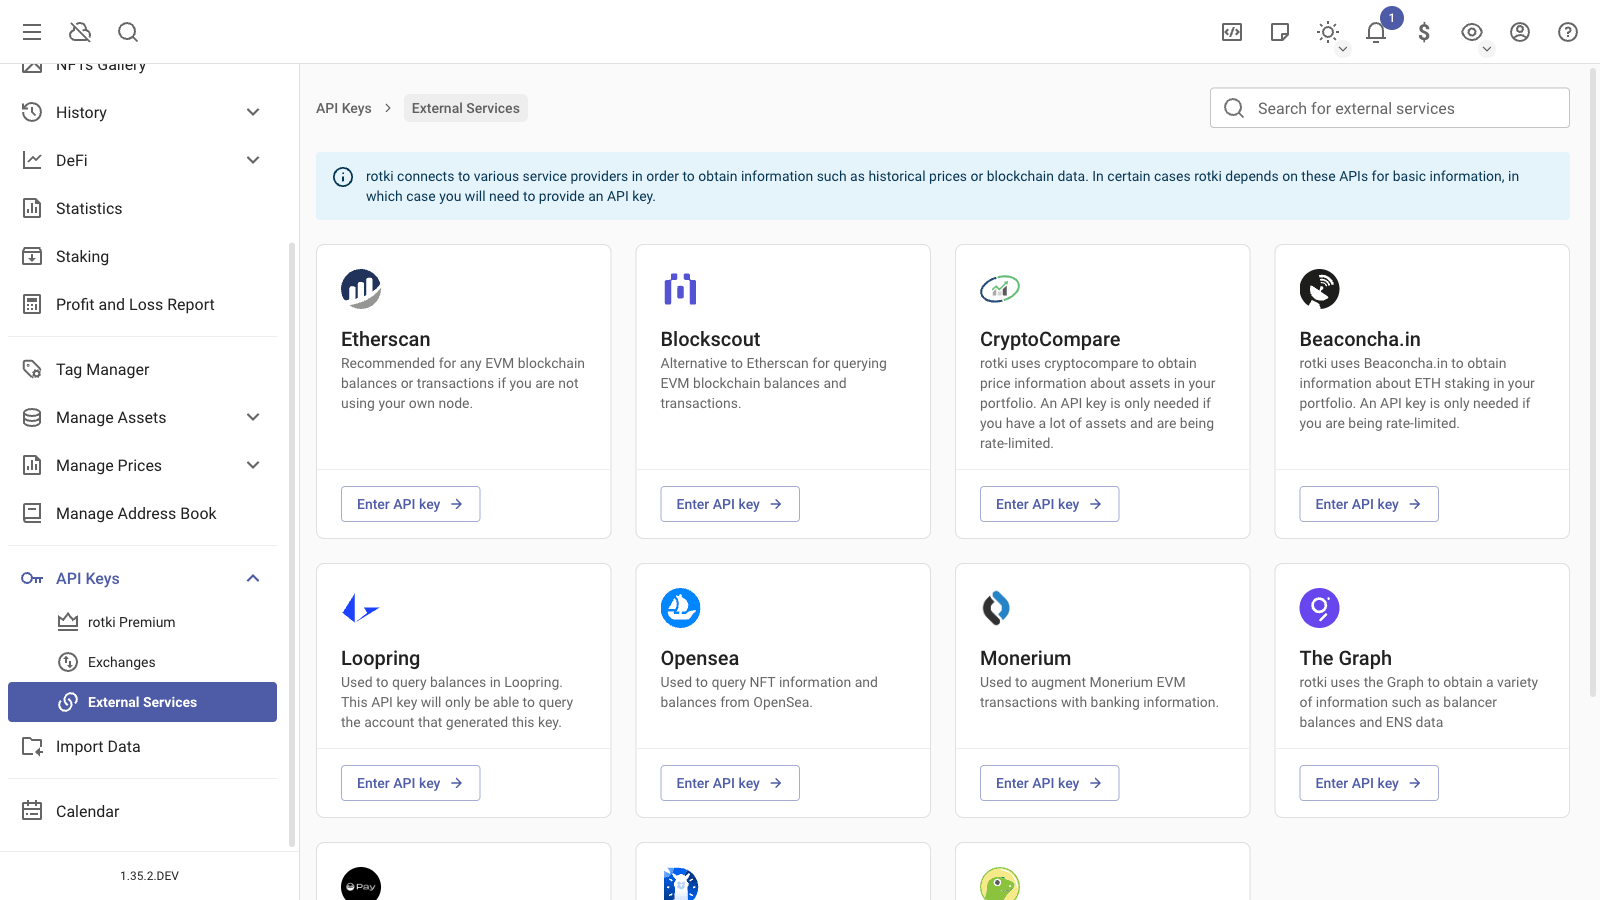 1
NFTs Gallery
History
DeFi
Statistics
Staking
Profit and Loss Report
Tag Manager
Manage Assets
Manage Prices
Manage Address Book
API Keys
rotki Premium
Exchanges
External Services
Import Data
Calendar
1.35.2.DEV
API Keys
External Services
Search for external services
rotki connects to various service providers in order to obtain information such as historical prices or blockchain data. In certain cases rotki depends on these APIs for basic information, in
which case you will need to provide an API key.
Etherscan
Recommended for any EVM blockchain
balances or transactions if you are not
using your own node.
Enter API key
Blockscout
Alternative to Etherscan for querying
EVM blockchain balances and
transactions.
Enter API key
CryptoCompare
rotki uses cryptocompare to obtain
price information about assets in your
portfolio. An API key is only needed if
you have a lot of assets and are being
rate-limited.
Enter API key
Beaconcha.in
rotki uses Beaconcha.in to obtain
information about ETH staking in your
portfolio. An API key is only needed if
you are being rate-limited.
Enter API key
Loopring
Used to query balances in Loopring.
This API key will only be able to query
the account that generated this key.
Enter API key
Opensea
Used to query NFT information and
balances from OpenSea.
Enter API key
Monerium
Used to augment Monerium EVM
transactions with banking information.
Enter API key
The Graph
rotki uses the Graph to obtain a variety
of information such as balancer
balances and ENS data
Enter API key
Pay